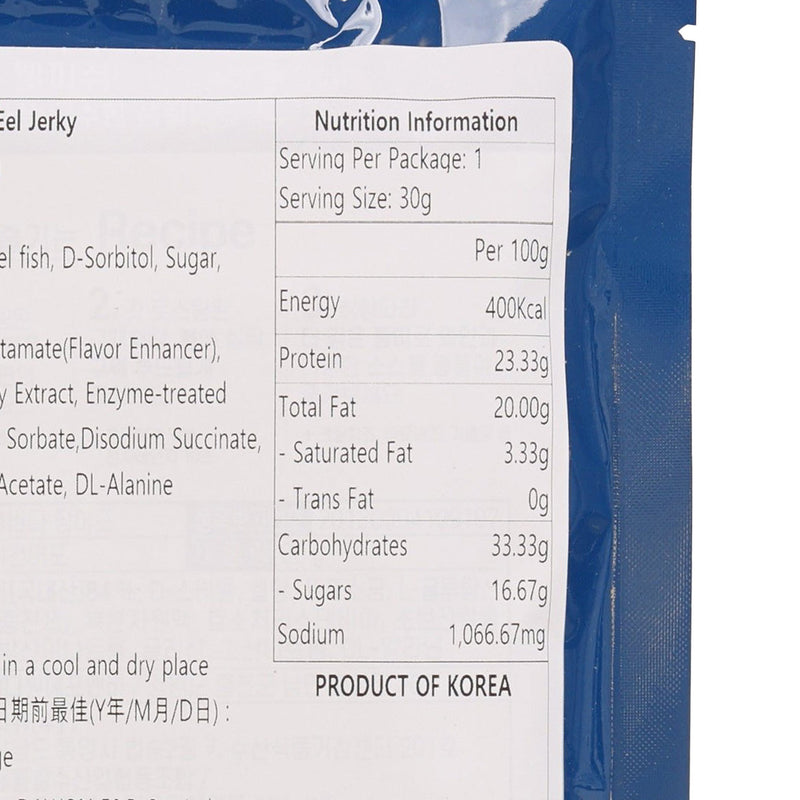 Eel Jerky
el fish, D-Sorbitol, Sugar,
tamate(Flavor Enhancer),
y Extract, Enzyme-treated
Sorbate,Disodium Succinate,
Acetate, DL-Alanine
in a cool and dry place
日期前最佳(Y年/M月/D日) :
ge
Nutrition Information
Serving Per Package: 1
Serving Size: 30g
Per 100g
Energy 400Kcal
Protein 23.33g
Total Fat 20.00g
- Saturated Fat 3.33g
- Trans Fat 0g
Carbohydrates 33.33g
- Sugars 16.67g
Sodium 1,066.67mg
PRODUCT OF KOREA
Recipe